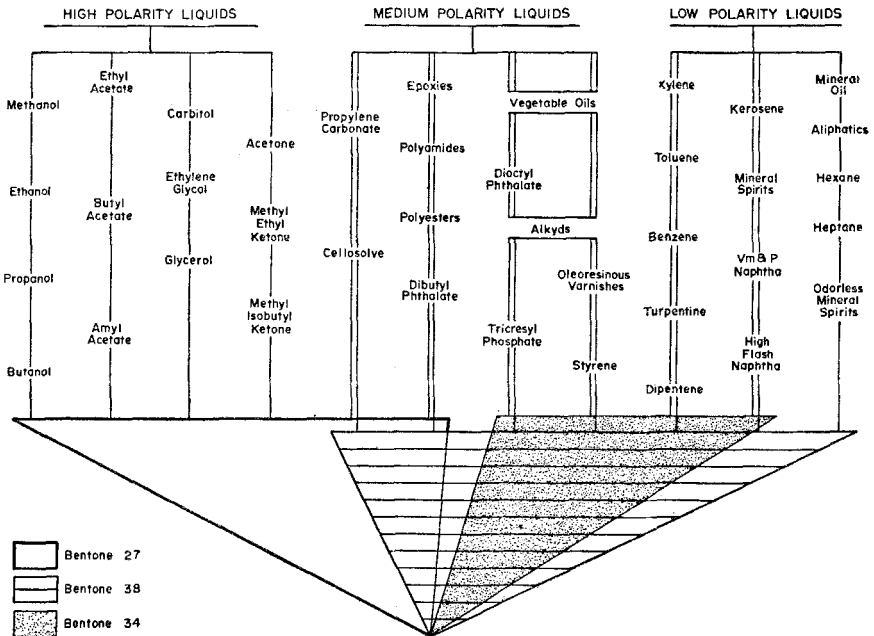 HIGH POLARITY LIQUIDS
MEDIUM POLARITY LIQUIDS
LOW POLARITY LIQUIDS
Methanol
Ethanol
Propanol
Butanol
Ethyl
Acetate
Butyl
Acetate
Amyl
Acetate
Carbitol
Ethylene
Glycol
Glycerol
Acetone
Methyl
Ethyl
Ketone
Methyl
Isobutyl
Ketone
Propylene
Carbonate
Cellosolve
Epoxies
Polyamides
Polyesters
Dibutyl
Phthalate
Vegetable Oils
Dioctyl
Phthalate
Alkyds
Tricresyl
Phosphate
Oleoresinous
Varnishes
Styrene
Xylene
Toluene
Benzene
Turpentine
Dipentene
Kerosene
Mineral
Spirits
Vm & P
Naphtha
High
Flash
Naphtha
Mineral
Oil
Aliphatics
Hexane
Heptane
Odorless
Mineral
Spirits
Bentone 27
Bentone 38
Bentone 34